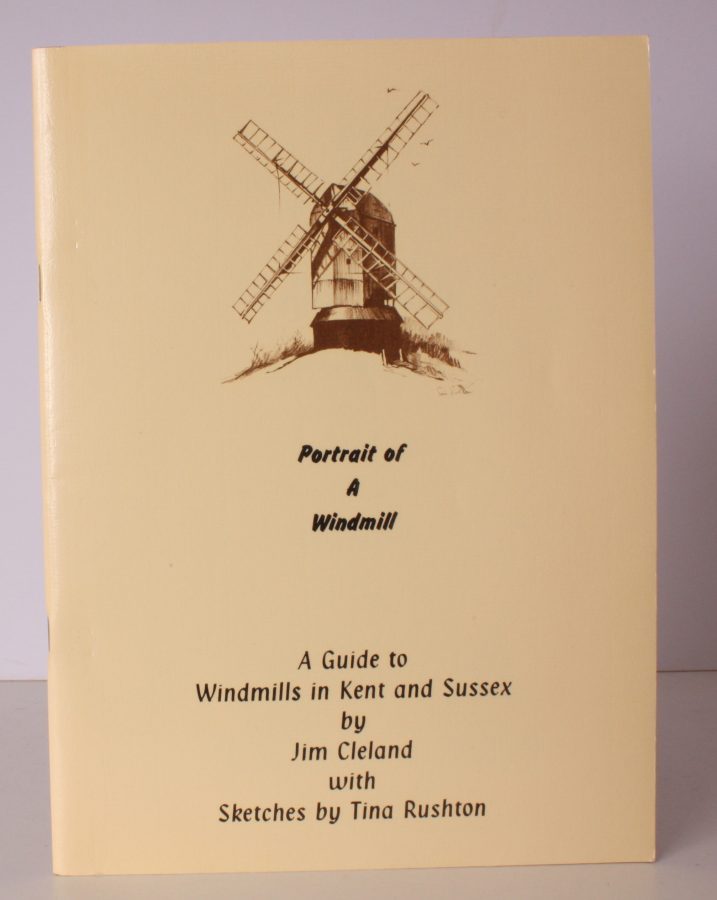 Portrait of
A
Windmill
A Guide to
Windmills in Kent and Sussex
by
Jim Cleland
with
Sketches by Tina Rushton